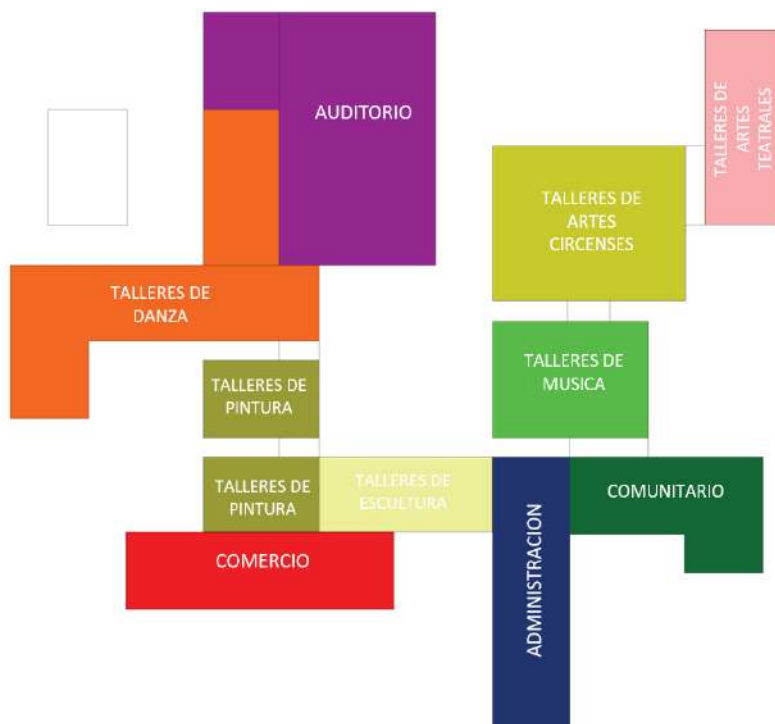 AUDITORIO
TALLERES DE
ARTES
TEATRALES
TALLERES DE
ARTES
CIRCENSES
TALLERES DE
DANZA
TALLERES DE
MUSICA
TALLERES DE
PINTURA
TALLERES DE
PINTURA
TALLERES DE
ESCULTURA
COMUNITARIO
COMERCIO
ADMINISTRACION